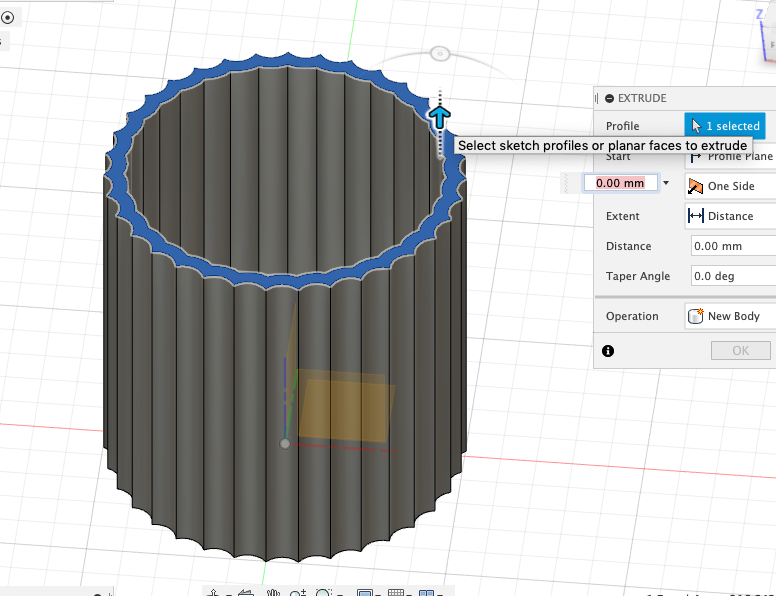 Z
EXTRUDE
Profile
1 selected
Select sketch profiles or planar faces to extrude
Start
Profile Plane
0.00 mm
One Side
Extent
Distance
Distance
0.00 mm
Taper Angle
0.0 deg
Operation
New Body
OK